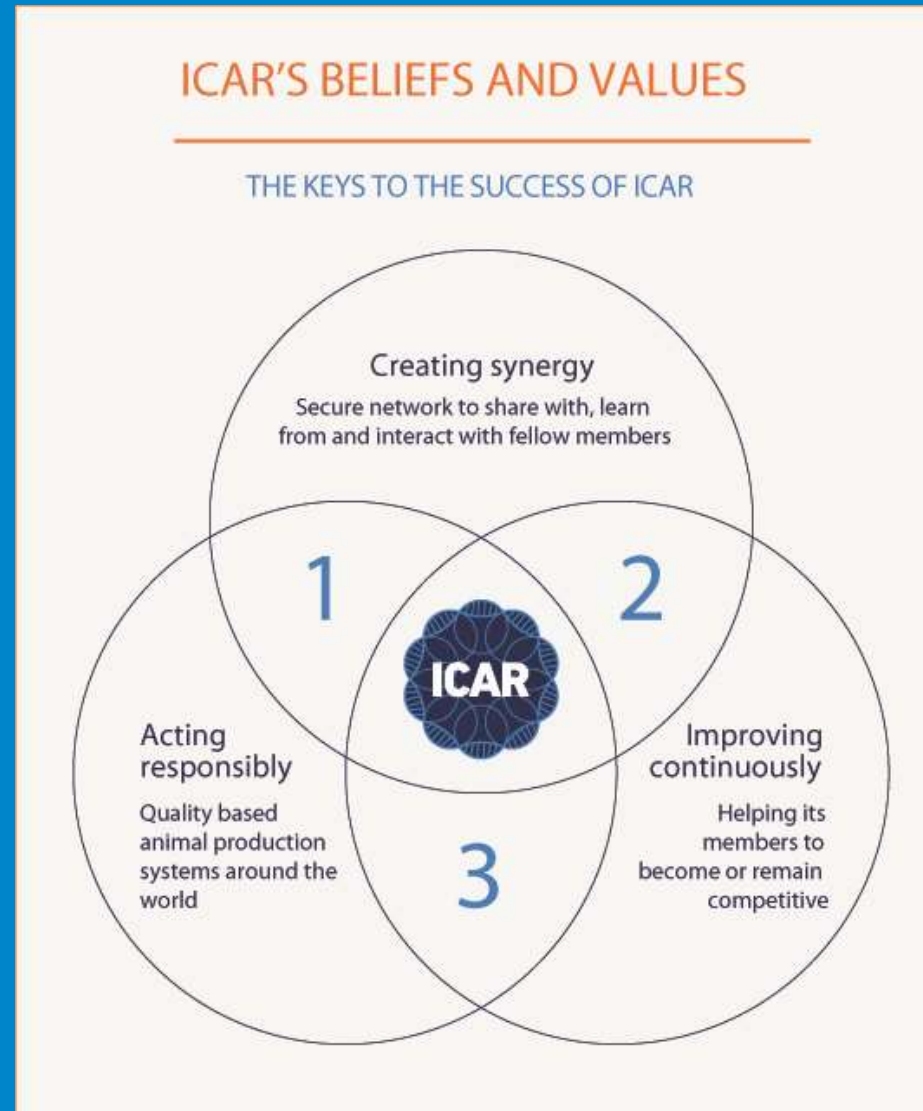 ICAR'S BELIEFS AND VALUES
THE KEYS TO THE SUCCESS OF ICAR
Creating synergy
Secure network to share with, learn
from and interact with fellow members
1
2
ICAR
Acting
responsibly
Quality based
animal production
systems around the
world
Improving
continuously
Helping its
members to
become or remain
competitive
3